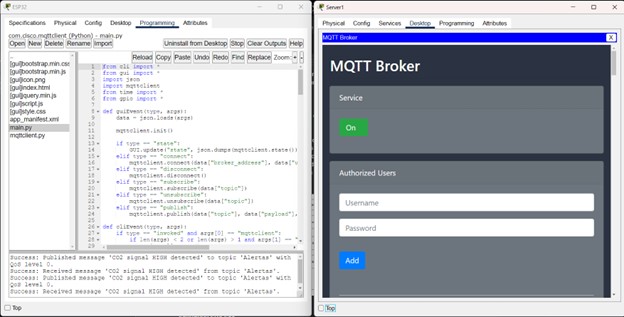 ESP32
Specifications Physical Config Desktop Programming Attributes
com.cisco.mqttclient (Python) - main.py
Open New Delete Rename Import Uninstall from Desktop Stop Clear Outputs Help
..
[gui]bootstrap.min.css
[gui]bootstrap.min.js
[gui]icon.png
[gui]index.html
[gui]jquery.min.js
[gui]script.js
[gui]style.css
app_manifest.xml
main.py
mqttclient.py
Reload Copy Paste Undo Redo Find Replace Zoom: + -
1 from cli import *
2 from gui import *
3 import json
4 import mqttclient
5 from time import *
6 from gpio import *
7
8 def guiEvent(type, args):
9 data = json.loads(args)
10
11 mqttclient.init()
12
13 if type == "state":
14 GUI.update("state", json.dumps(mqttclient.state()
15 elif type == "connect":
16 mqttclient.connect(data["broker_address"], data["u
17 elif type == "disconnect":
18 mqttclient.disconnect()
19 elif type == "subscribe":
20 mqttclient.subscribe(data["topic"])
21 elif type == "unsubscribe":
22 mqttclient.unsubscribe(data["topic"])
23 elif type == "publish":
24 mqttclient.publish(data["topic"], data["payload"],
25
26 def cliEvent(type, args):
27 if type == "invoked" and args[0] == "mqttclient":
28 if len(args) < 2 or len(args) > 1 and args[1] == "
29
Success: Published message 'CO2 signal HIGH detected' to topic 'Alertas' with
QoS level 0.
Success: Received message 'CO2 signal HIGH detected' from topic 'Alertas'.
Success: Published message 'CO2 signal HIGH detected' to topic 'Alertas' with
QoS level 0.
Success: Received message 'CO2 signal HIGH detected' from topic 'Alertas'.
Top
Server1
Physical Config Services Desktop Programming Attributes
MQTT Broker X
MQTT Broker
Service
On
Authorized Users
Username
Password
Add
Top